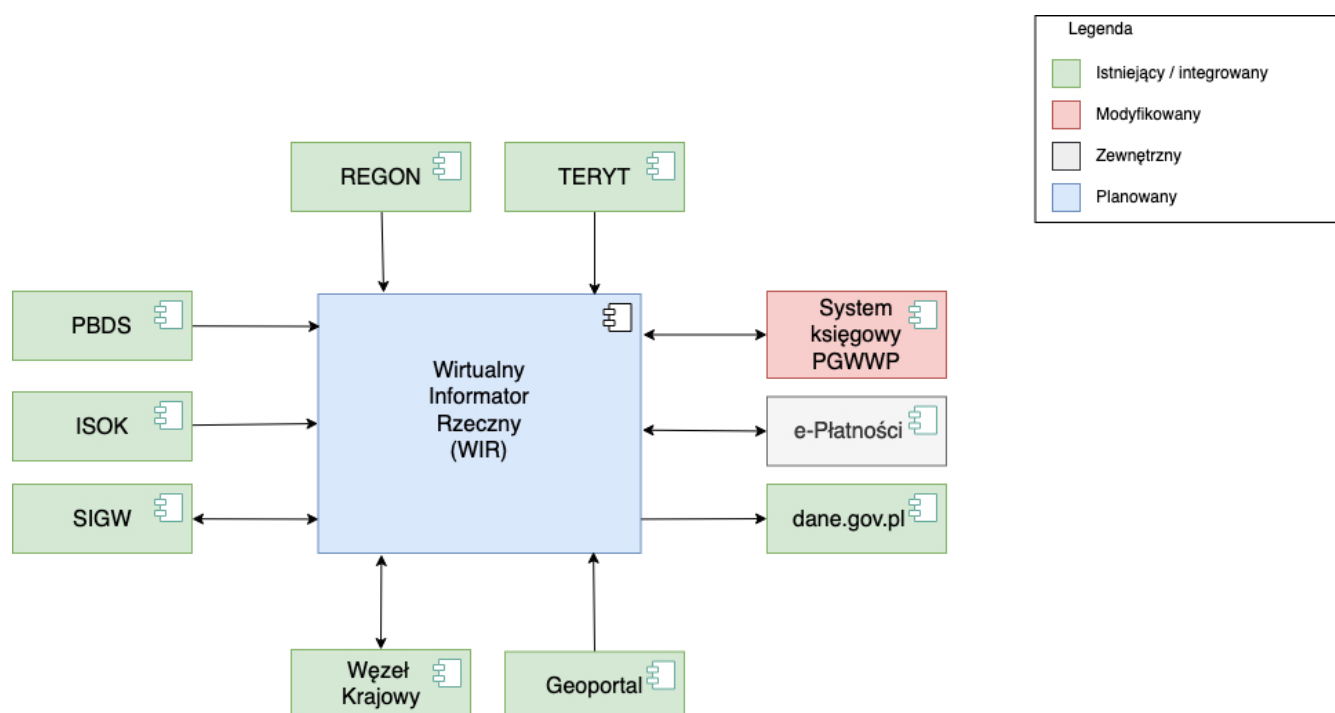 Legenda
Istniejący / integrowany
Modyfikowany
Zewnętrzny
Planowany
REGON
TERYT
PBDS
ISOK
SIGW
Wirtualny
Informator
Rzeczny
(WIR)
System
księgowy
PGWWP
e-Płatności
dane.gov.pl
Węzeł
Krajowy
Geoportal